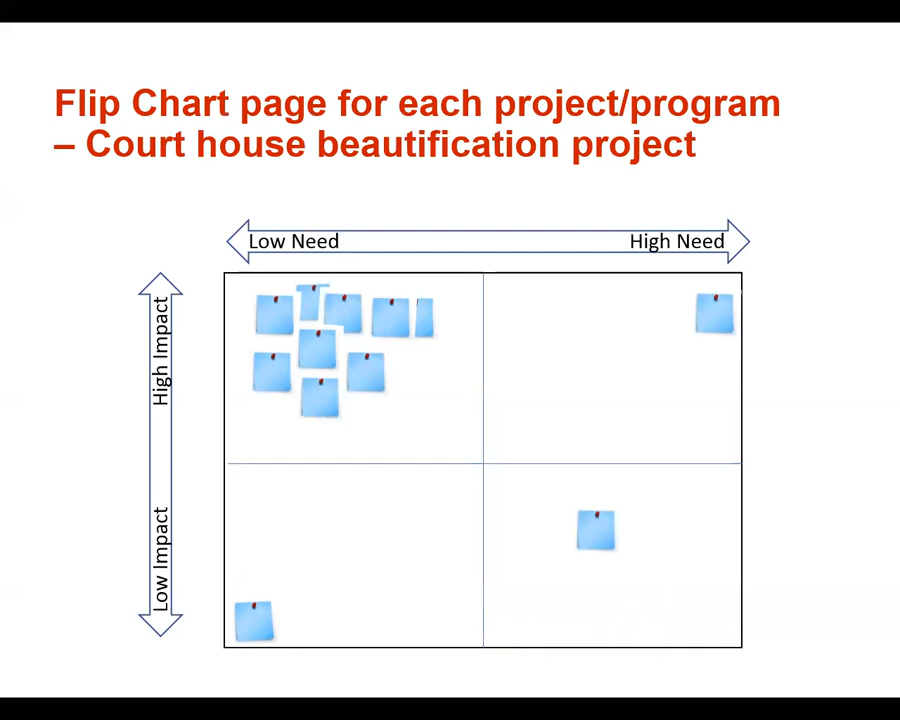 Flip Chart page for each project/program
– Court house beautification project
Low Need
High Need
High Impact
Low Impact